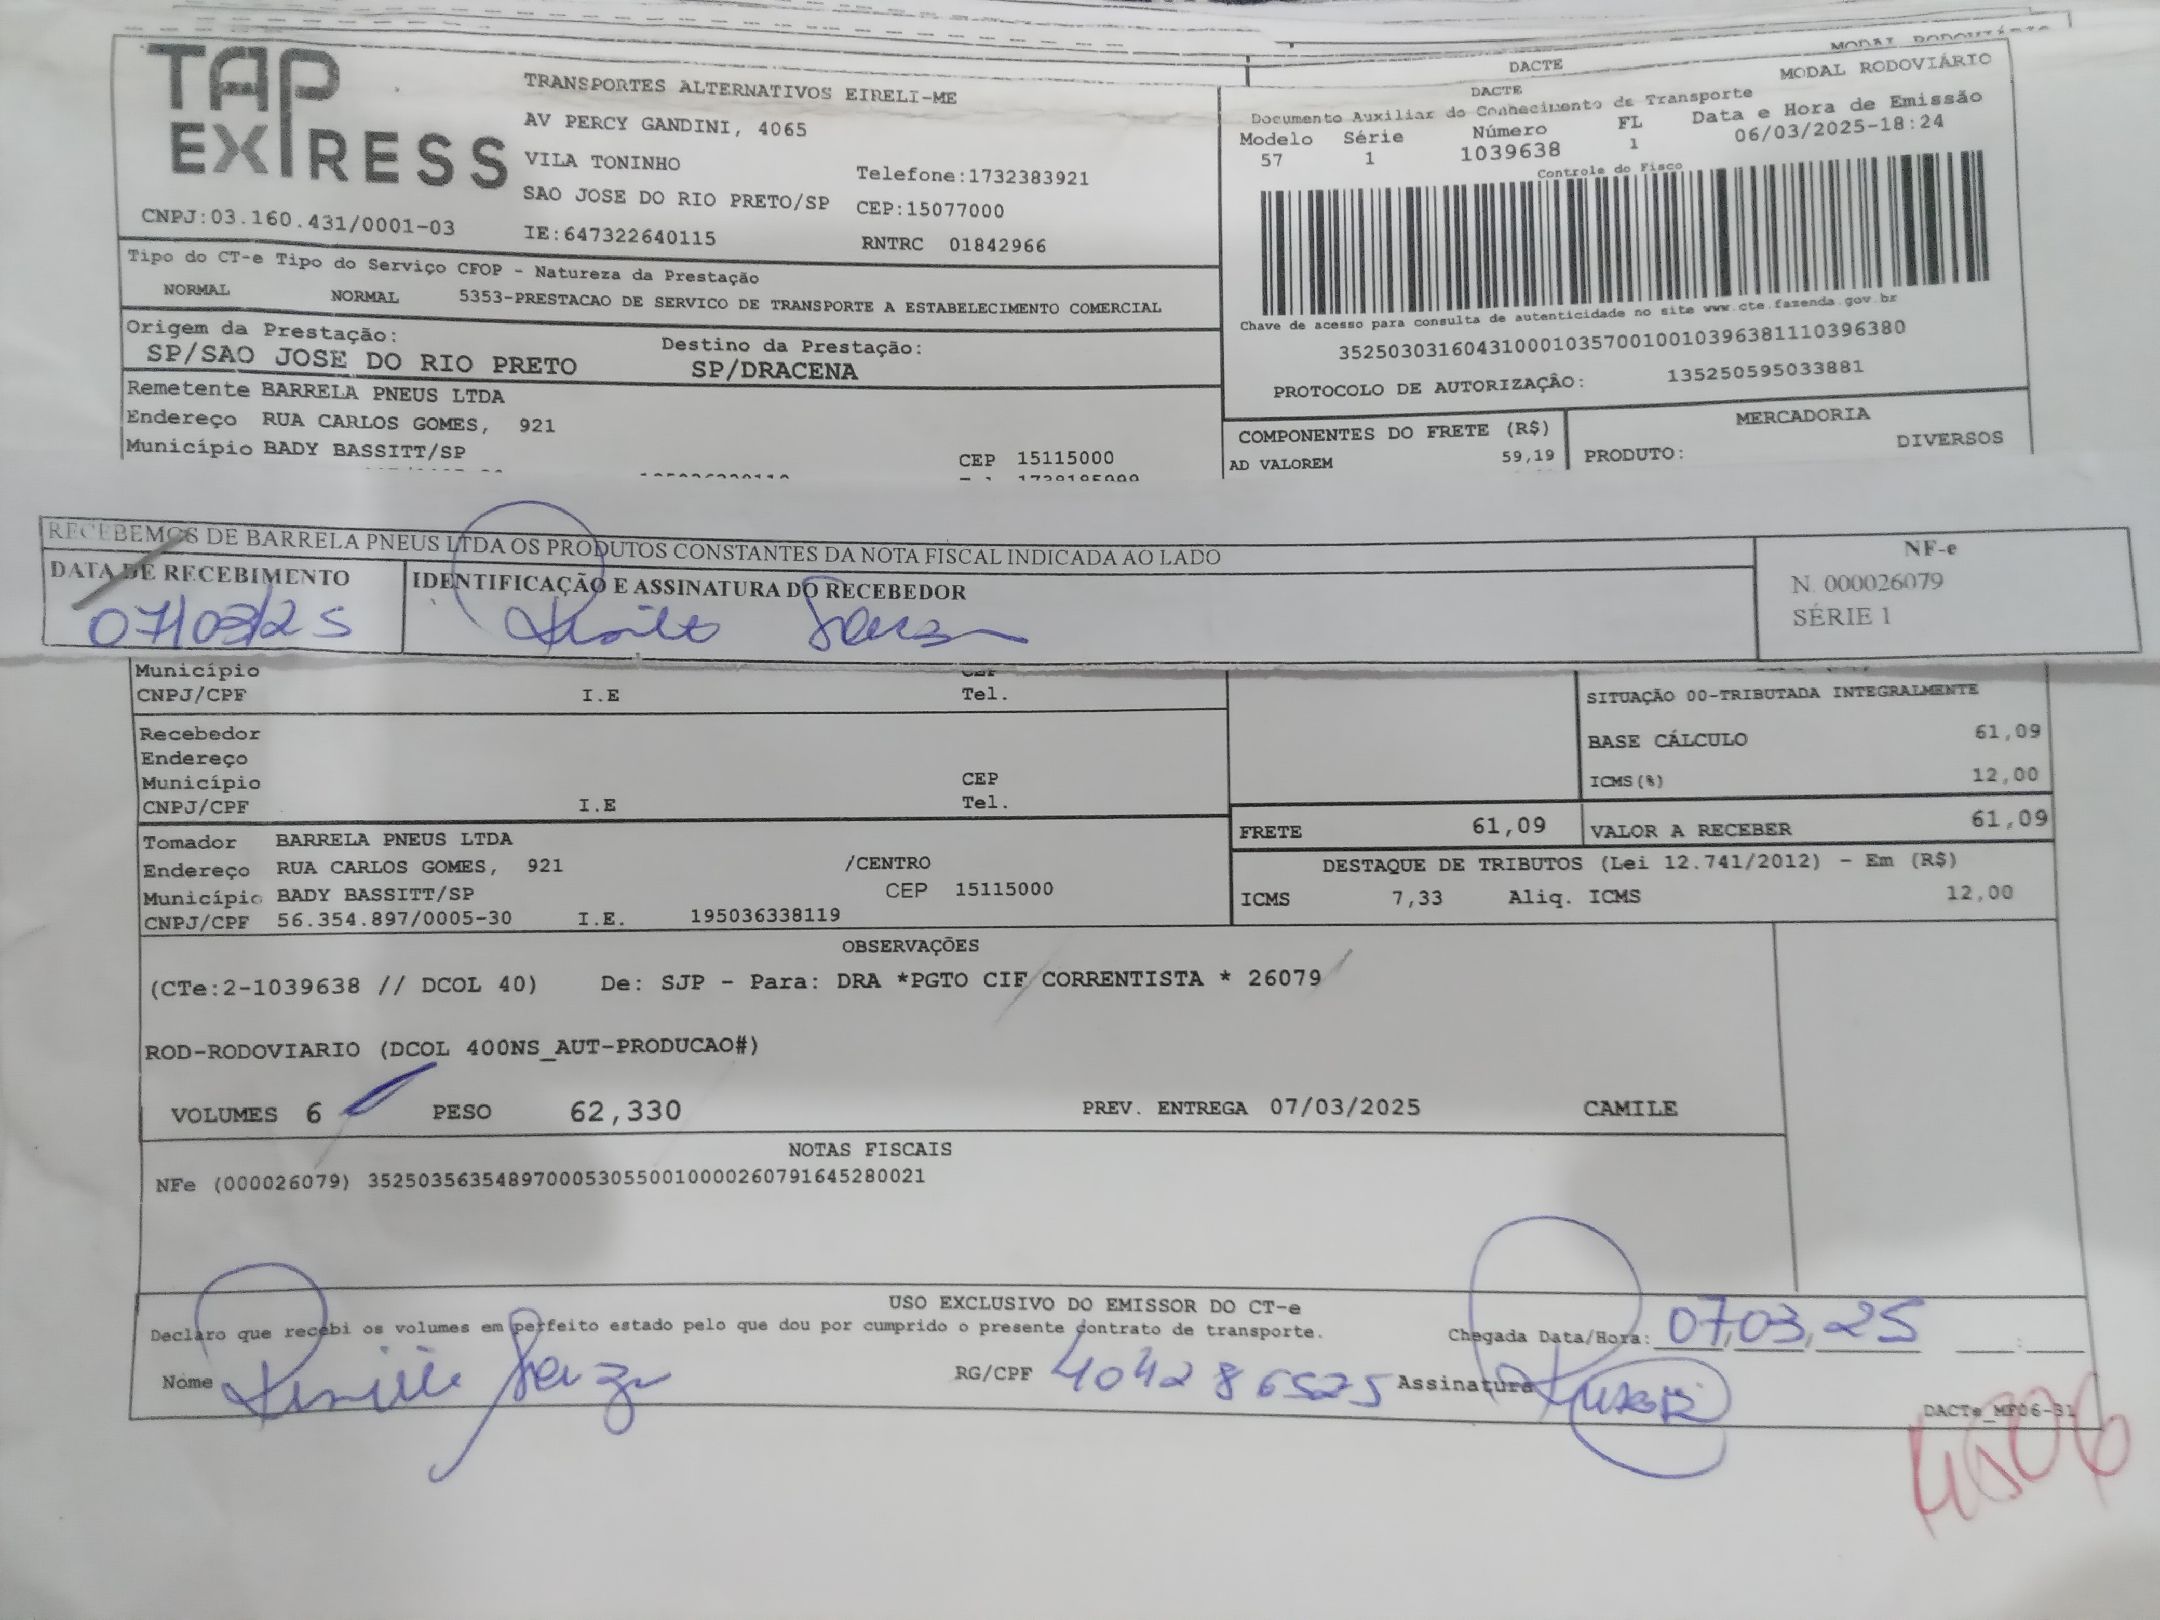 MODAL RODOVIÁRIO
TAP EXPRESS
TRANSPORTES ALTERNATIVOS EIRELI-ME
AV PERCY GANDINI, 4065
VILA TONINHO
Telefone:1732383921
SAO JOSE DO RIO PRETO/SP CEP:15077000
CNPJ:03.160.431/0001-03 IE:647322640115 RNTRC 01842966
DACTE
DACTE MODAL RODOVIÁRIO
Documento Auxiliar do Conhecimento de Transporte
Modelo Série Número FL Data e Hora de Emissão
57 1 1039638 1 06/03/2025-18:24
Controle do Fisco
Chave de acesso para consulta de autenticidade no site www.cte.fazenda.gov.br
35250303160431000103570010010396381110396380
PROTOCOLO DE AUTORIZAÇÂO: 135250595033881
Tipo do CT-e Tipo do Serviço CFOP - Natureza da Prestação
NORMAL NORMAL 5353-PRESTACAO DE SERVICO DE TRANSPORTE A ESTABELECIMENTO COMERCIAL
Origem da Prestação: Destino da Prestação:
SP/SAO JOSE DO RIO PRETO SP/DRACENA
Remetente BARRELA PNEUS LTDA
Endereço RUA CARLOS GOMES, 921
Município BADY BASSITT/SP CEP 15115000
COMPONENTES DO FRETE (R$) MERCADORIA
AD VALOREM 59,19 PRODUTO: DIVERSOS
RECEBEMOS DE BARRELA PNEUS LTDA OS PRODUTOS CONSTANTES DA NOTA FISCAL INDICADA AO LADO
NF-e
DATA DE RECEBIMENTO IDENTIFICAÇÃO E ASSINATURA DO RECEBEDOR
N. 000026079
07/03/25
SÉRIE 1
Município CEP
CNPJ/CPF I.E Tel.
SITUAÇÃO 00-TRIBUTADA INTEGRALMENTE
Recebedor
BASE CÁLCULO 61,09
Endereço
Município CEP
ICMS(%) 12,00
CNPJ/CPF I.E Tel.
FRETE 61,09 VALOR A RECEBER 61,09
Tomador BARRELA PNEUS LTDA
Endereço RUA CARLOS GOMES, 921 /CENTRO
DESTAQUE DE TRIBUTOS (Lei 12.741/2012) - Em (R$)
Município BADY BASSITT/SP CEP 15115000
ICMS 7,33 Aliq. ICMS 12,00
CNPJ/CPF 56.354.897/0005-30 I.E. 195036338119
OBSERVAÇÕES
(CTe:2-1039638 // DCOL 40) De: SJP - Para: DRA *PGTO CIF CORRENTISTA * 26079
ROD-RODOVIARIO (DCOL 400NS_AUT-PRODUCAO#)
VOLUMES 6 PESO 62,330 PREV. ENTREGA 07/03/2025 CAMILE
NOTAS FISCAIS
NFe (000026079) 35250356354897000530550010000260791645280021
USO EXCLUSIVO DO EMISSOR DO CT-e
Declaro que recebi os volumes em perfeito estado pelo que dou por cumprido o presente contrato de transporte.
Chegada Data/Hora: 07,03,25
Nome RG/CPF 404286525 Assinatura
DACTe_MF06-31